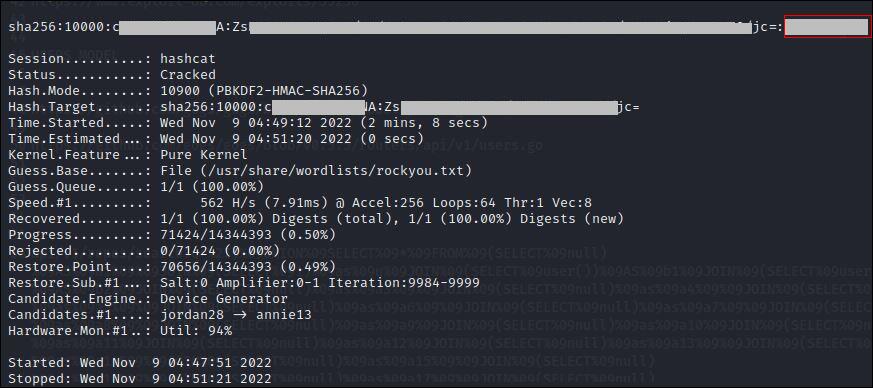 sha256:10000:c A:Zs jc=:
Session..........: hashcat
Status...........: Cracked
Hash.Mode........: 10900 (PBKDF2-HMAC-SHA256)
Hash.Target......: sha256:10000:c A:Zs jc=
Time.Started.....: Wed Nov  9 04:49:12 2022 (2 mins, 8 secs)
Time.Estimated...: Wed Nov  9 04:51:20 2022 (0 secs)
Kernel.Feature...: Pure Kernel
Guess.Base.......: File (/usr/share/wordlists/rockyou.txt)
Guess.Queue......: 1/1 (100.00%)
Speed.#1.........:      562 H/s (7.91ms) @ Accel:256 Loops:64 Thr:1 Vec:8
Recovered........: 1/1 (100.00%) Digests (total), 1/1 (100.00%) Digests (new)
Progress.........: 71424/14344393 (0.50%)
Rejected.........: 0/71424 (0.00%)
Restore.Point....: 70656/14344393 (0.49%)
Restore.Sub.#1...: Salt:0 Amplifier:0-1 Iteration:9984-9999
Candidate.Engine.: Device Generator
Candidates.#1....: jordan28 -> annie13
Hardware.Mon.#1..: Util: 94%
Started: Wed Nov  9 04:47:51 2022
Stopped: Wed Nov  9 04:51:21 2022